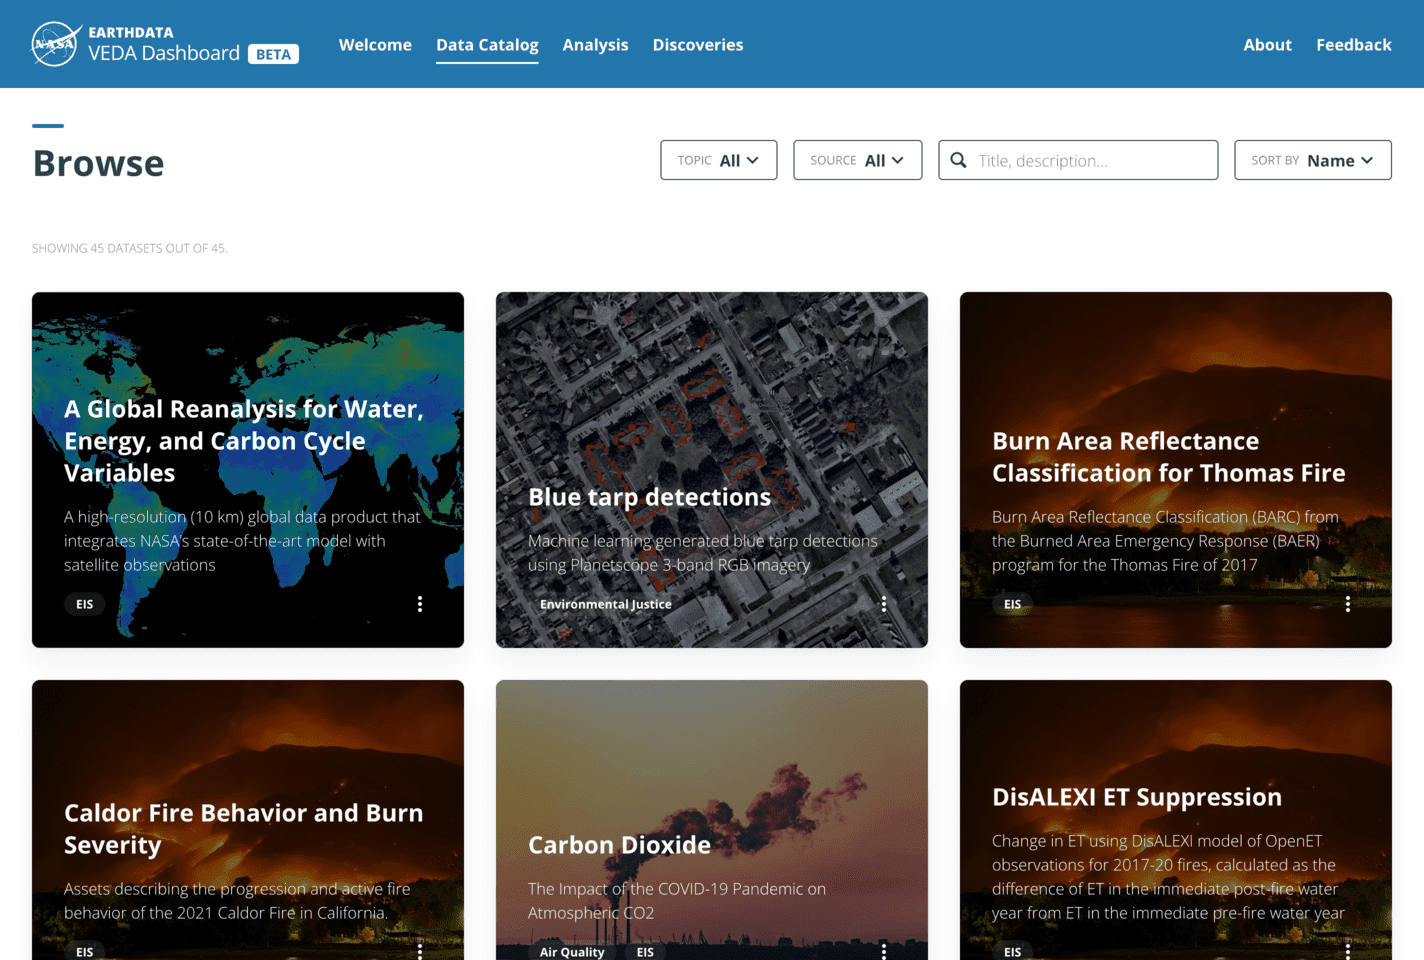 NASA
EARTHDATA
VEDA Dashboard BETA
Welcome Data Catalog Analysis Discoveries
About Feedback
Browse
TOPIC All
SOURCE All
Title, description...
SORT BY Name
SHOWING 45 DATASETS OUT OF 45.
A Global Reanalysis for Water,
Energy, and Carbon Cycle
Variables
A high-resolution (10 km) global data product that
integrates NASA's state-of-the-art model with
satellite observations
EIS
Blue tarp detections
Machine learning generated blue tarp detections
using Planetscope 3-band RGB imagery
Environmental Justice
Burn Area Reflectance
Classification for Thomas Fire
Burn Area Reflectance Classification (BARC) from
the Burned Area Emergency Response (BAER)
program for the Thomas Fire of 2017
EIS
Caldor Fire Behavior and Burn
Severity
Assets describing the progression and active fire
behavior of the 2021 Caldor Fire in California.
EIS
Carbon Dioxide
The Impact of the COVID-19 Pandemic on
Atmospheric CO2
Air Quality EIS
DisALEXI ET Suppression
Change in ET using DisALEXI model of OpenET
observations for 2017-20 fires, calculated as the
difference of ET in the immediate post-fire water
year from ET in the immediate pre-fire water year
EIS